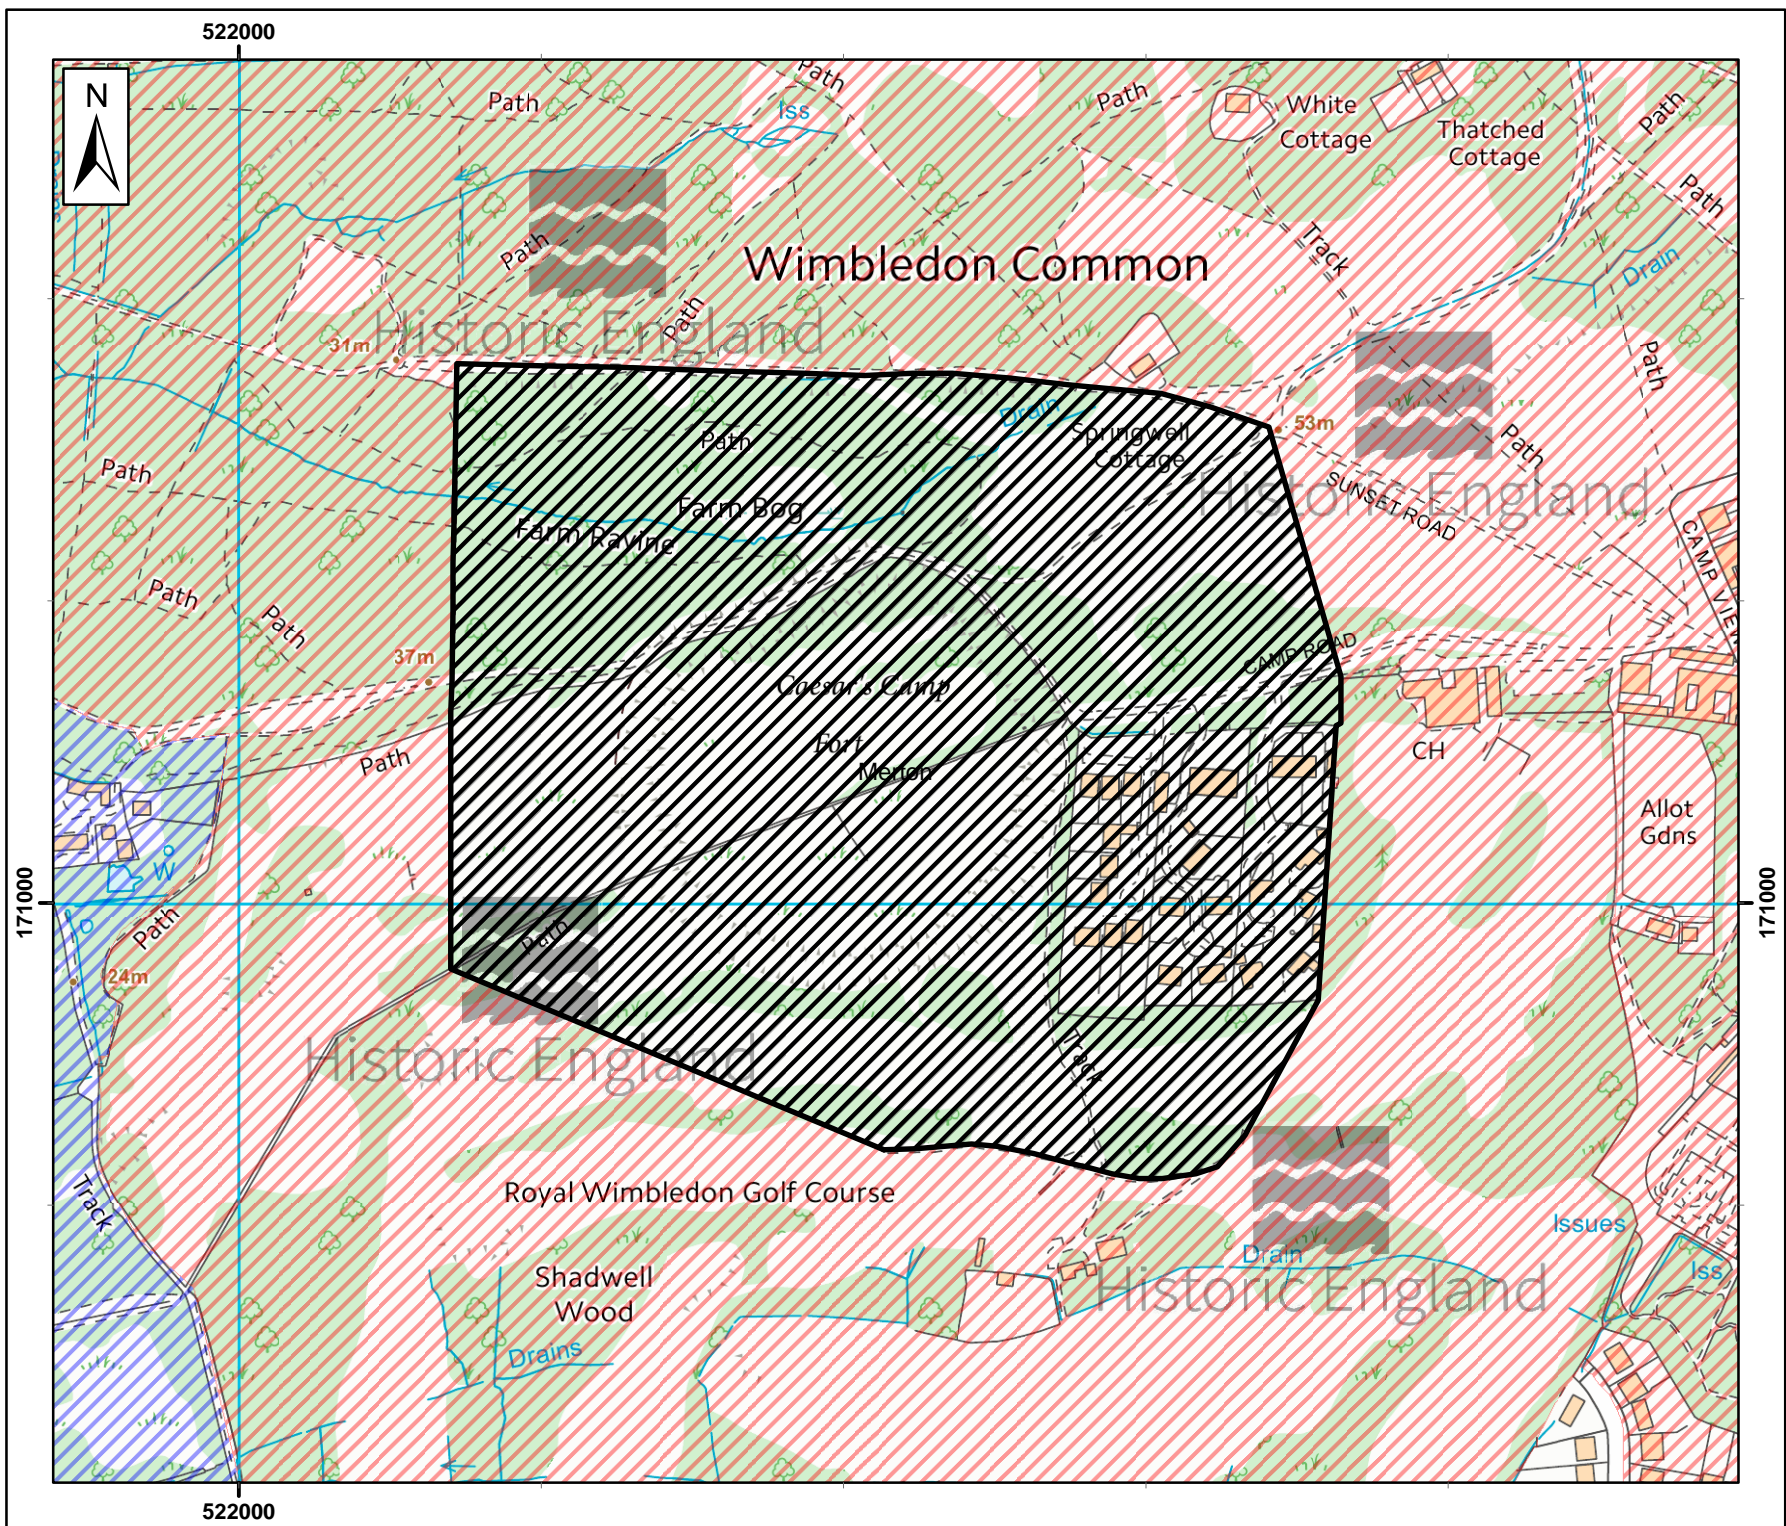 522000
N
Path
Path
Iss
Path
White
Cottage
Thatched
Cottage
Path
Path
Path
Track
Drain
Wimbledon Common
Path
Historic England
31m
Path
Drain
Springwell
Cottage
53m
Path
Path
SUNSET ROAD
Historic England
Path
Path
Farm Bog
Farm Ravine
CAMP VIEW
Path
Path
37m
CAMP ROAD
Caesar's Camp
Fort
Merton
Path
CH
Allot
Gdns
W
171000
171000
Path
Path
24m
Historic England
Track
Track
Royal Wimbledon Golf Course
Issues
Drain
Iss
Historic England
Shadwell
Wood
Drains
522000